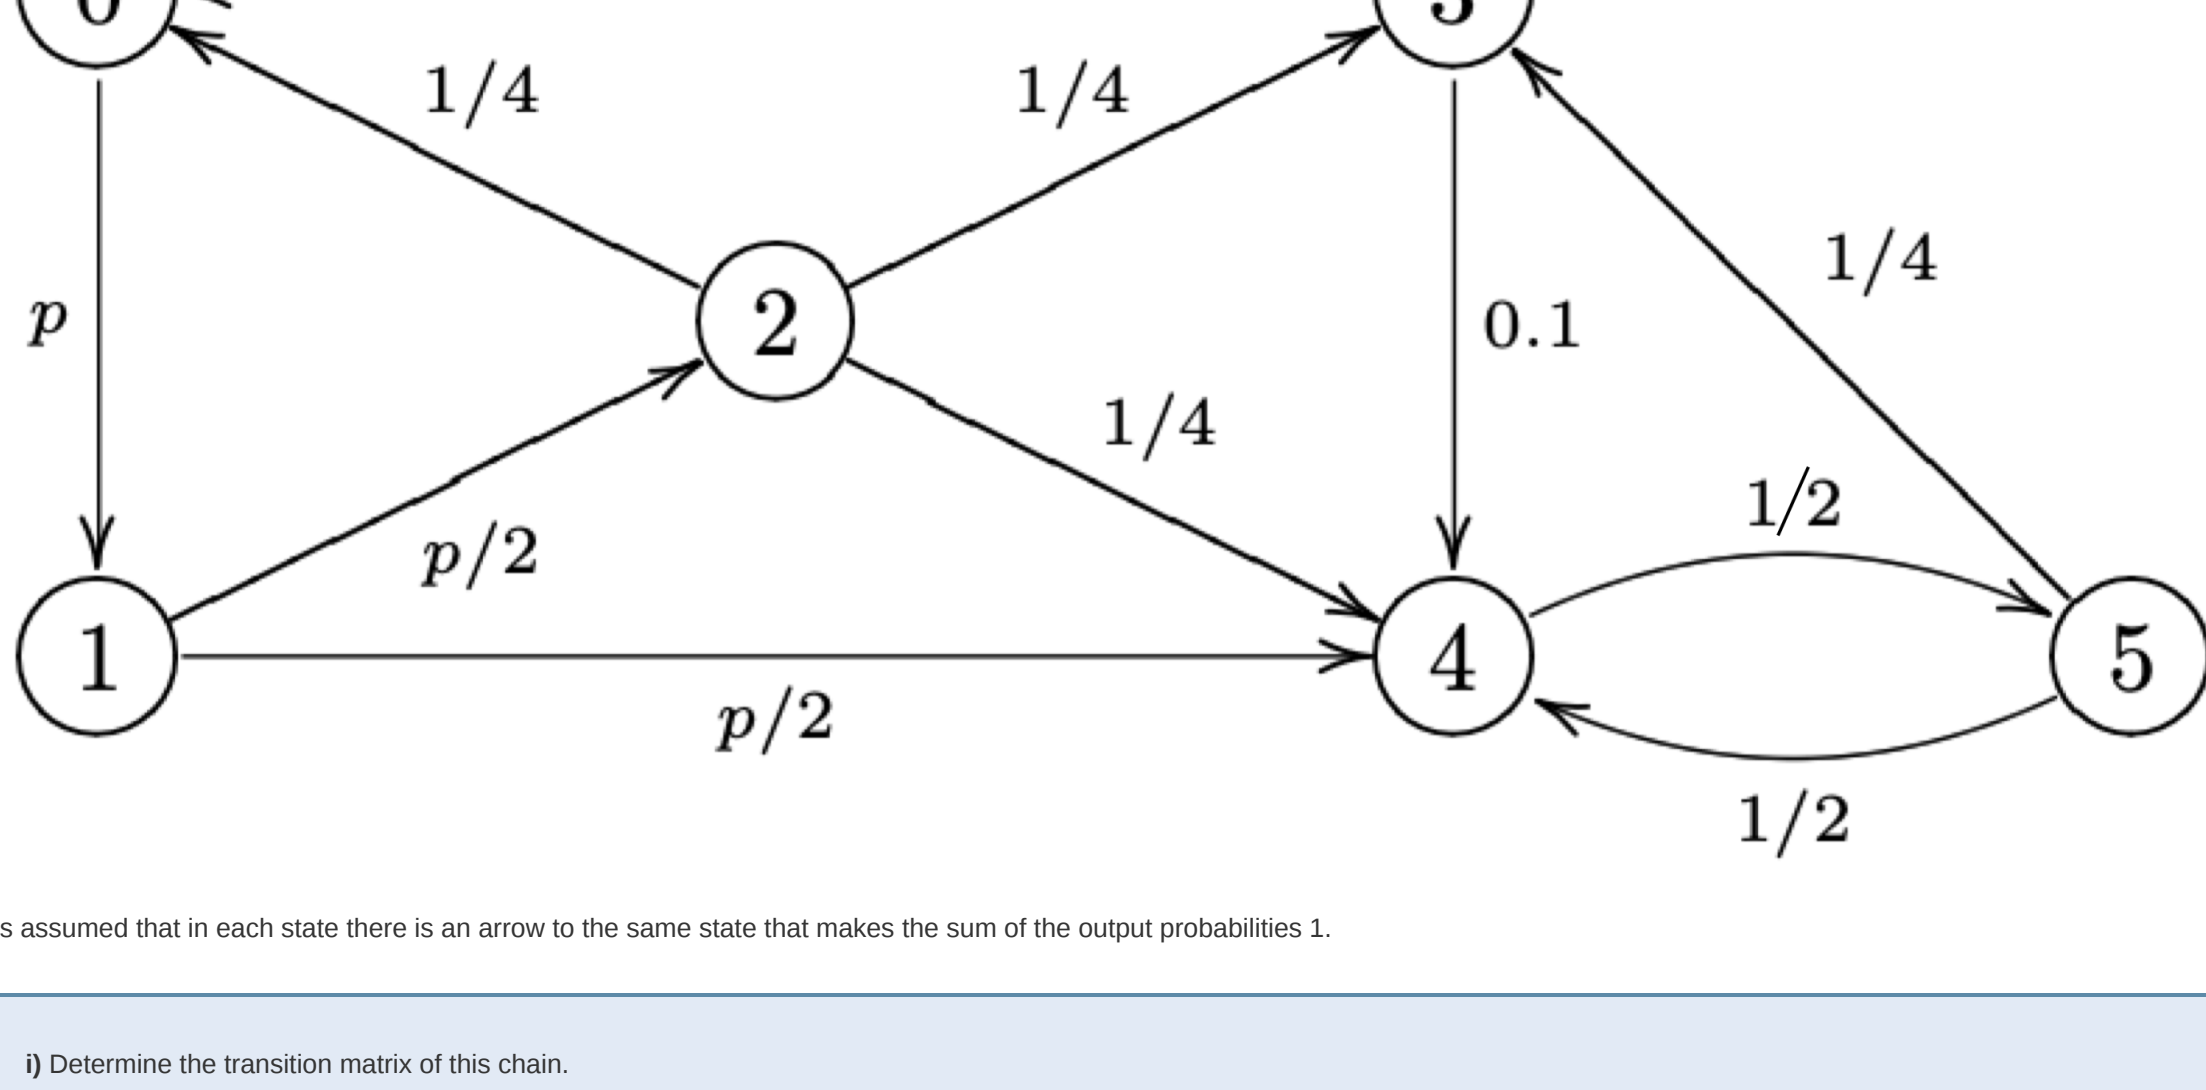 1/4 1/4
1/4
p 2 0.1
1/4
1/2
p/2
1 4 5
p/2
1/2
s assumed that in each state there is an arrow to the same state that makes the sum of the output probabilities 1.
i) Determine the transition matrix of this chain.